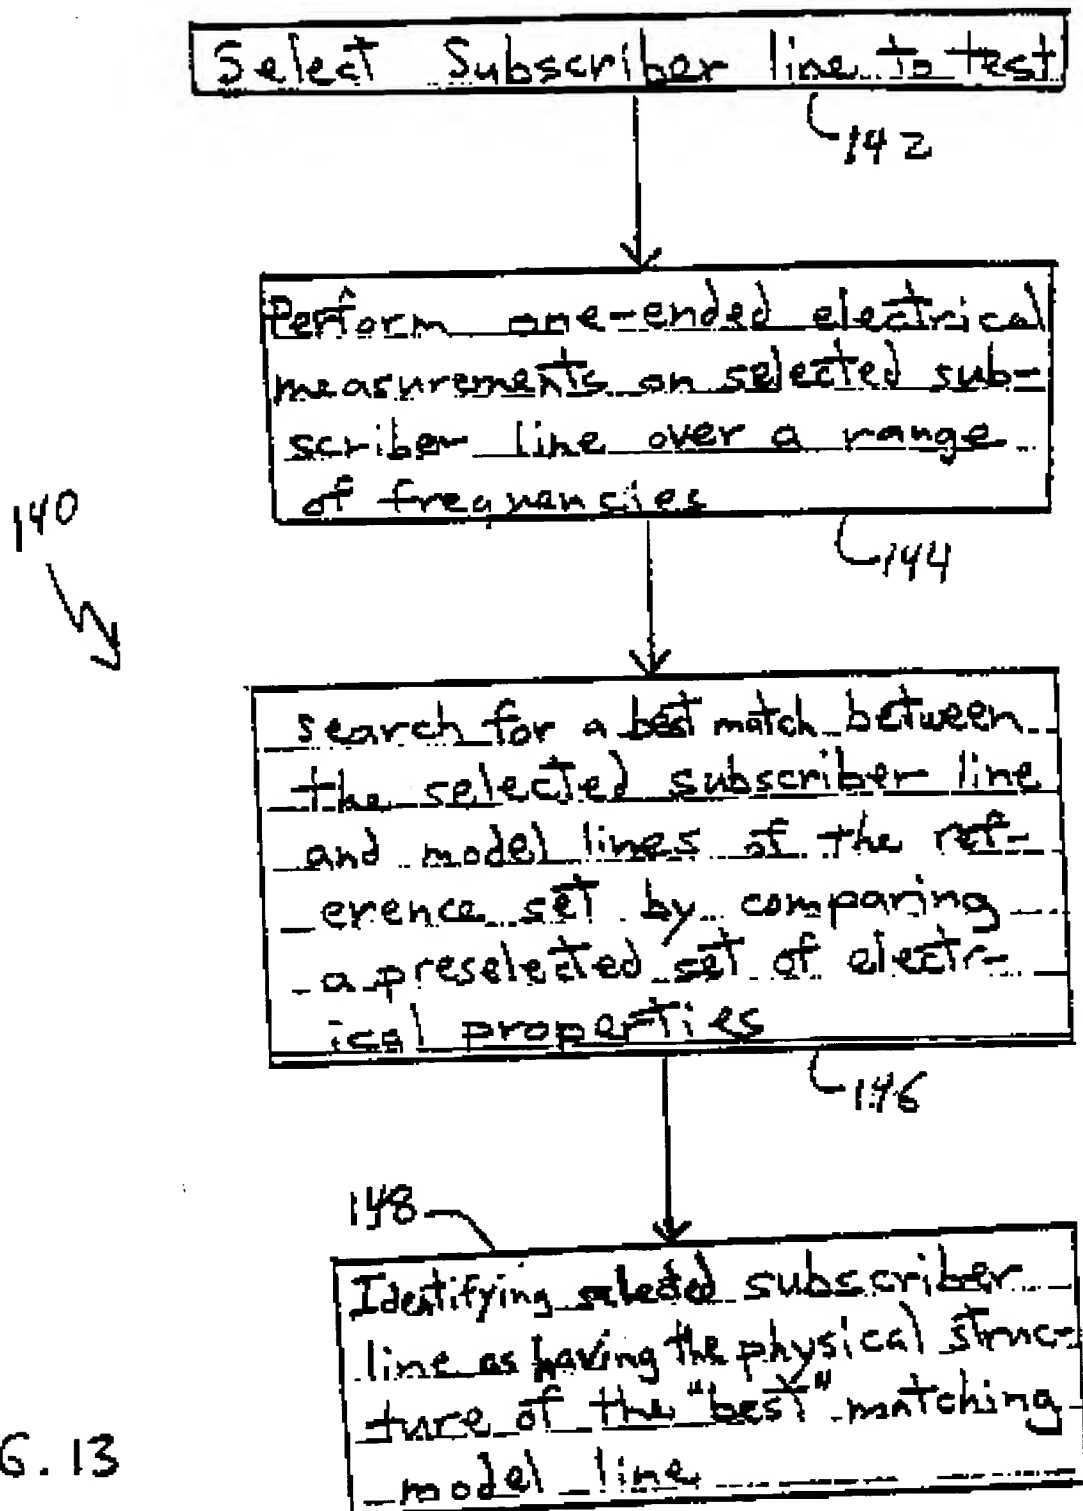 Select Subscriber line to test
142
Perform one-ended electrical
measurements on selected sub-
scriber line over a range
of frequencies
144
140
search for a best match between
the selected subscriber line
and model lines of the ref-
erence set by comparing
a preselected set of electr-
ical properties
146
148
Identifying selected subscriber
line as having the physical struc-
ture of the "best" matching
model line
G. 13